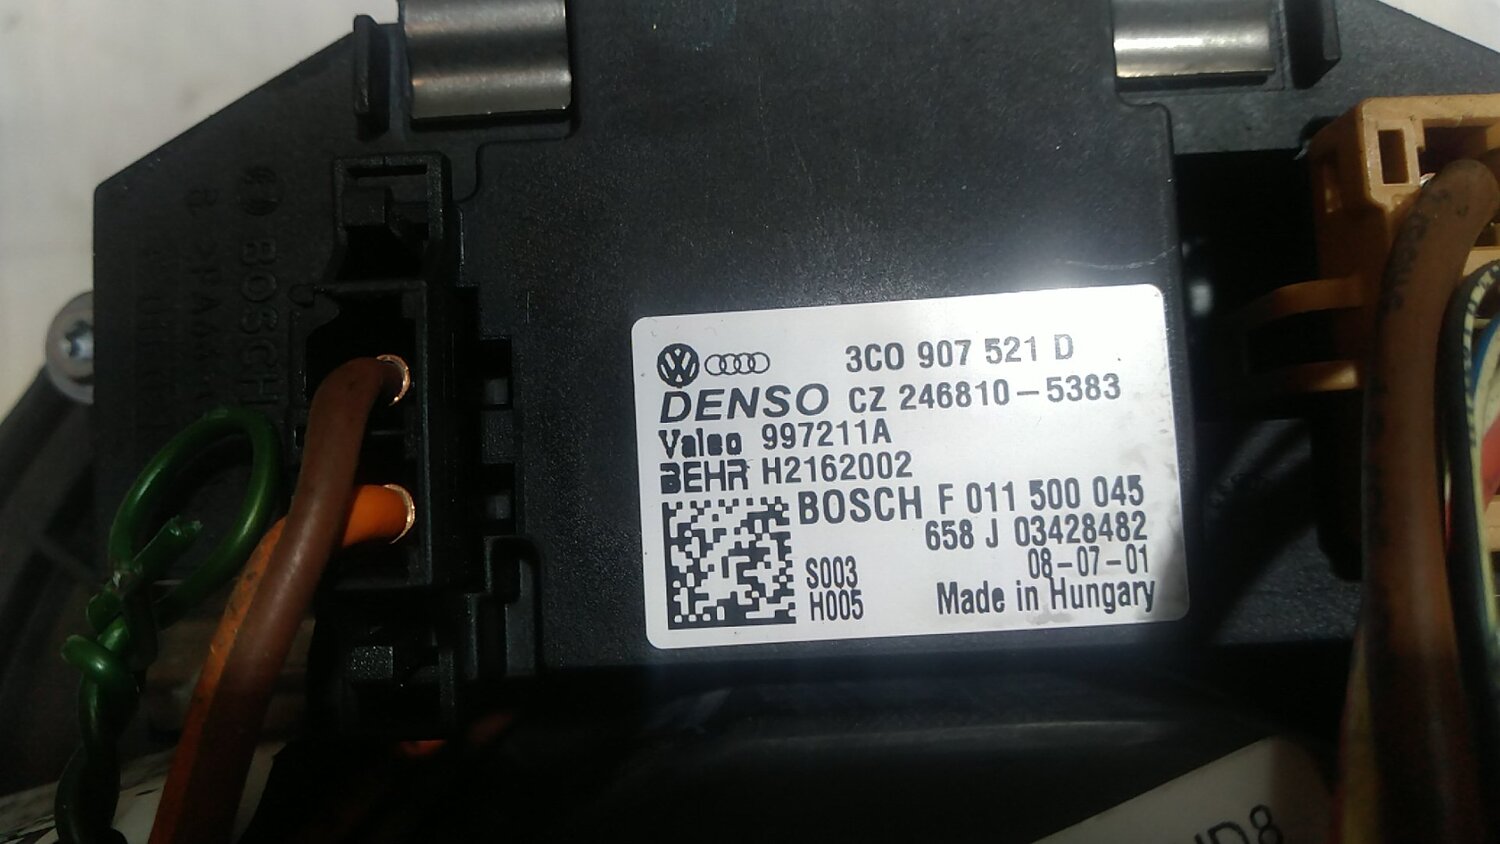 3C0 907 521 D
DENSO CZ 246810-5383
Valeo 997211A
BEHR H2162002
BOSCH F 011 500 045
658 J 03428482
S003 08-07-01
H005 Made in Hungary
BOSCH